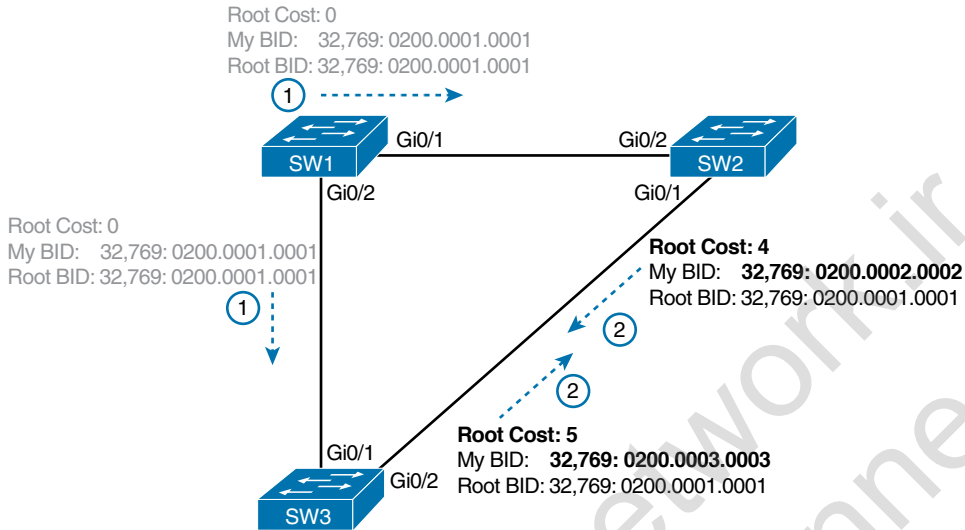 Root Cost: 0
My BID: 32,769: 0200.0001.0001
Root BID: 32,769: 0200.0001.0001
1
Gi0/1
Gi0/2
SW1
SW2
Gi0/2
Gi0/1
Root Cost: 0
My BID: 32,769: 0200.0001.0001
Root BID: 32,769: 0200.0001.0001
1
Root Cost: 4
My BID: 32,769: 0200.0002.0002
Root BID: 32,769: 0200.0001.0001
2
2
Root Cost: 5
My BID: 32,769: 0200.0003.0003
Root BID: 32,769: 0200.0001.0001
Gi0/1
Gi0/2
SW3